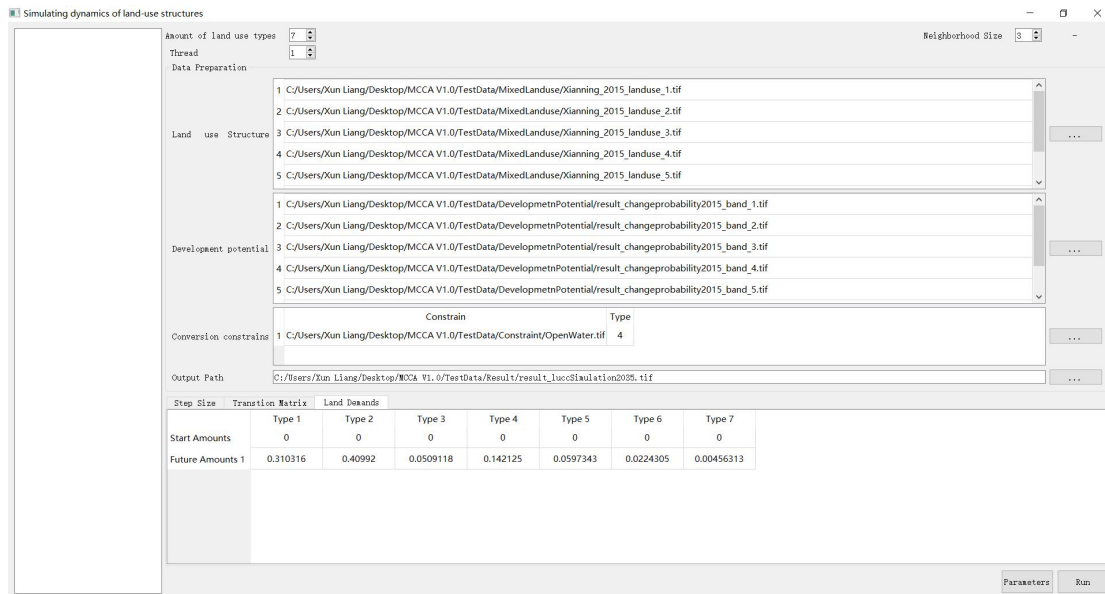 Simulating dynamics of land-use structures
Amount of land use types 7 Neighborhood Size 3 -
Thread 1
Data Preparation
Land use Structure
1 C:/Users/Xun Liang/Desktop/MCCA V1.0/TestData/MixedLanduse/Xianning_2015_landuse_1.tif
2 C:/Users/Xun Liang/Desktop/MCCA V1.0/TestData/MixedLanduse/Xianning_2015_landuse_2.tif
3 C:/Users/Xun Liang/Desktop/MCCA V1.0/TestData/MixedLanduse/Xianning_2015_landuse_3.tif
4 C:/Users/Xun Liang/Desktop/MCCA V1.0/TestData/MixedLanduse/Xianning_2015_landuse_4.tif
5 C:/Users/Xun Liang/Desktop/MCCA V1.0/TestData/MixedLanduse/Xianning_2015_landuse_5.tif
...
Development potential
1 C:/Users/Xun Liang/Desktop/MCCA V1.0/TestData/DevelopmetnPotential/result_changeprobability2015_band_1.tif
2 C:/Users/Xun Liang/Desktop/MCCA V1.0/TestData/DevelopmetnPotential/result_changeprobability2015_band_2.tif
3 C:/Users/Xun Liang/Desktop/MCCA V1.0/TestData/DevelopmetnPotential/result_changeprobability2015_band_3.tif
4 C:/Users/Xun Liang/Desktop/MCCA V1.0/TestData/DevelopmetnPotential/result_changeprobability2015_band_4.tif
5 C:/Users/Xun Liang/Desktop/MCCA V1.0/TestData/DevelopmetnPotential/result_changeprobability2015_band_5.tif
...
Conversion constrains
Constrain Type
1 C:/Users/Xun Liang/Desktop/MCCA V1.0/TestData/Constraint/OpenWater.tif 4
...
Output Path C:/Users/Xun Liang/Desktop/MCCA V1.0/TestData/Result/result_luccSimulation2035.tif ...
Step Size Transtion Matrix Land Demands
Type 1 Type 2 Type 3 Type 4 Type 5 Type 6 Type 7
Start Amounts 0 0 0 0 0 0 0
Future Amounts 1 0.310316 0.40992 0.0509118 0.142125 0.0597343 0.0224305 0.00456313
Parameters Run